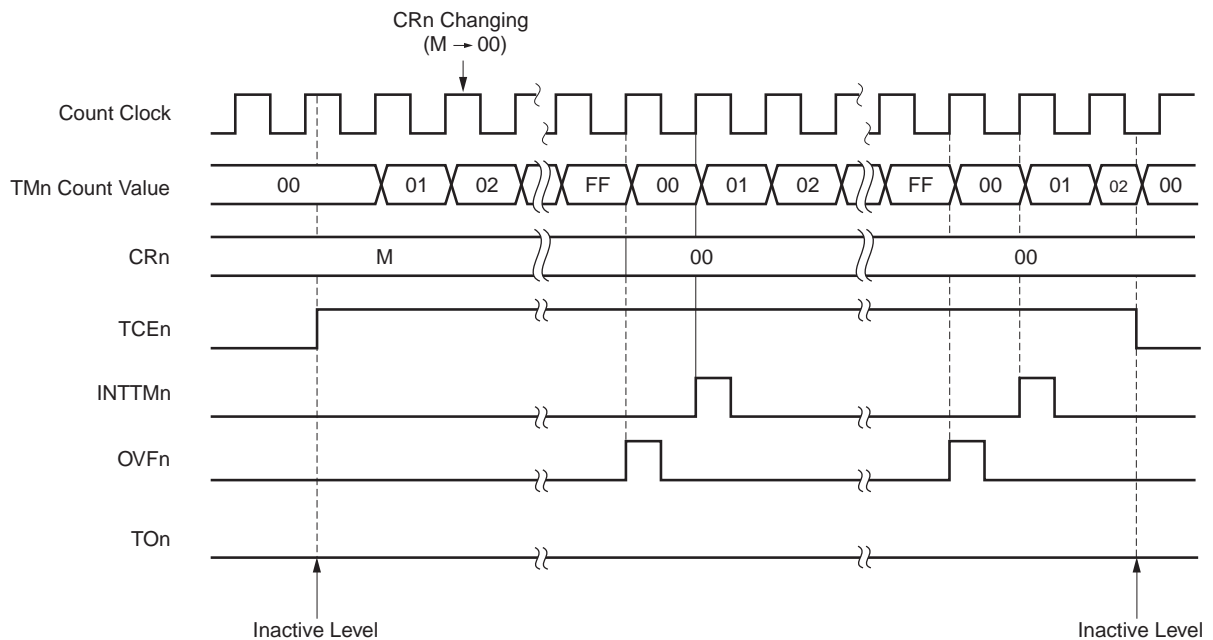 CRn Changing
(M → 00)
Count Clock
TMn Count Value 00 01 02 FF 00 01 02 FF 00 01 02 00
CRn M 00 00
TCEn
INTTMn
OVFn
TOn
Inactive Level Inactive Level